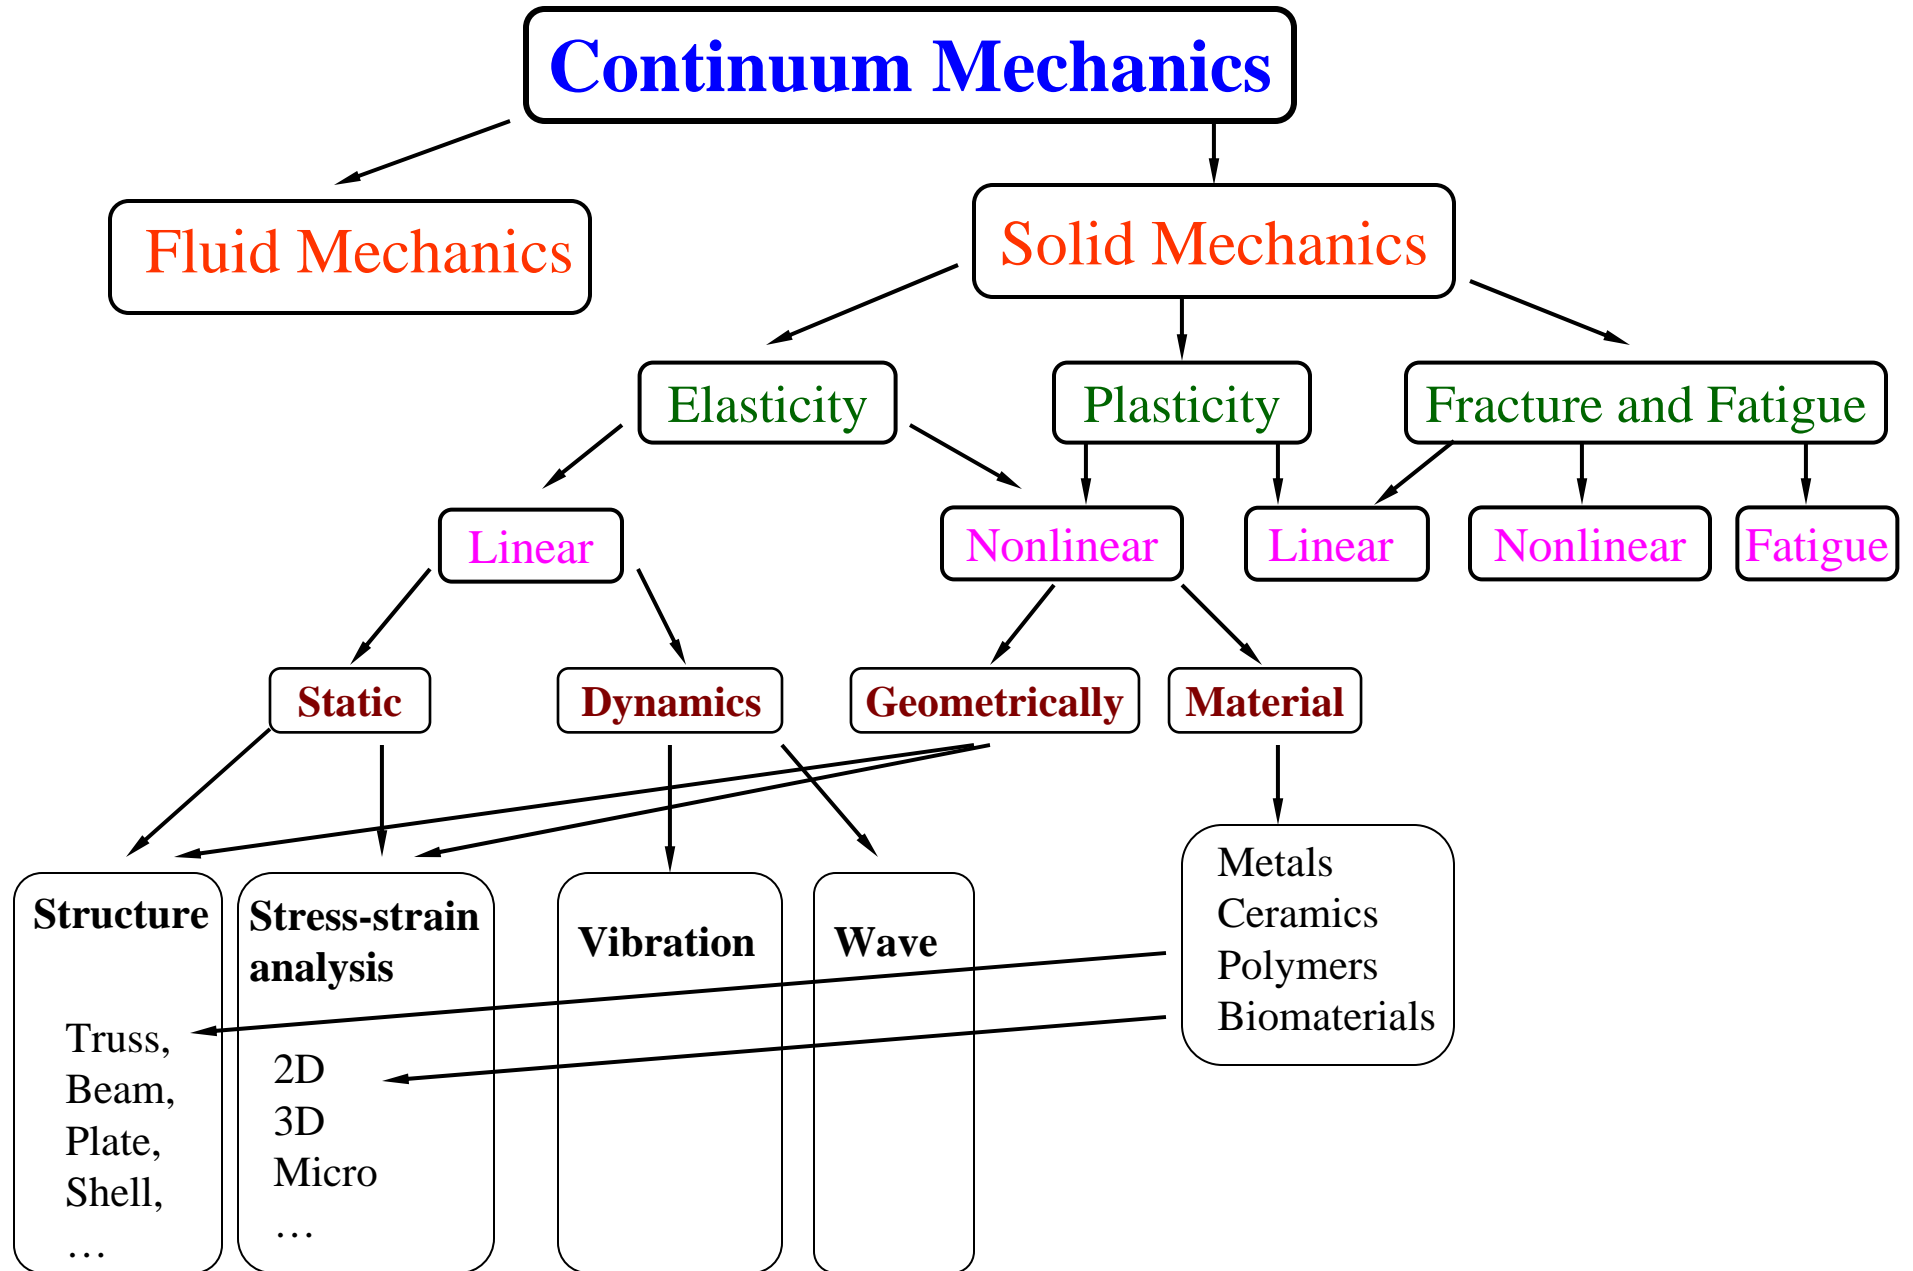 Continuum Mechanics
Fluid Mechanics
Solid Mechanics
Elasticity
Plasticity
Fracture and Fatigue
Linear
Nonlinear
Linear
Nonlinear
Fatigue
Static
Dynamics
Geometrically
Material
Structure
Truss,
Beam,
Plate,
Shell,
…
Stress-strain
analysis
2D
3D
Micro
…
Vibration
Wave
Metals
Ceramics
Polymers
Biomaterials